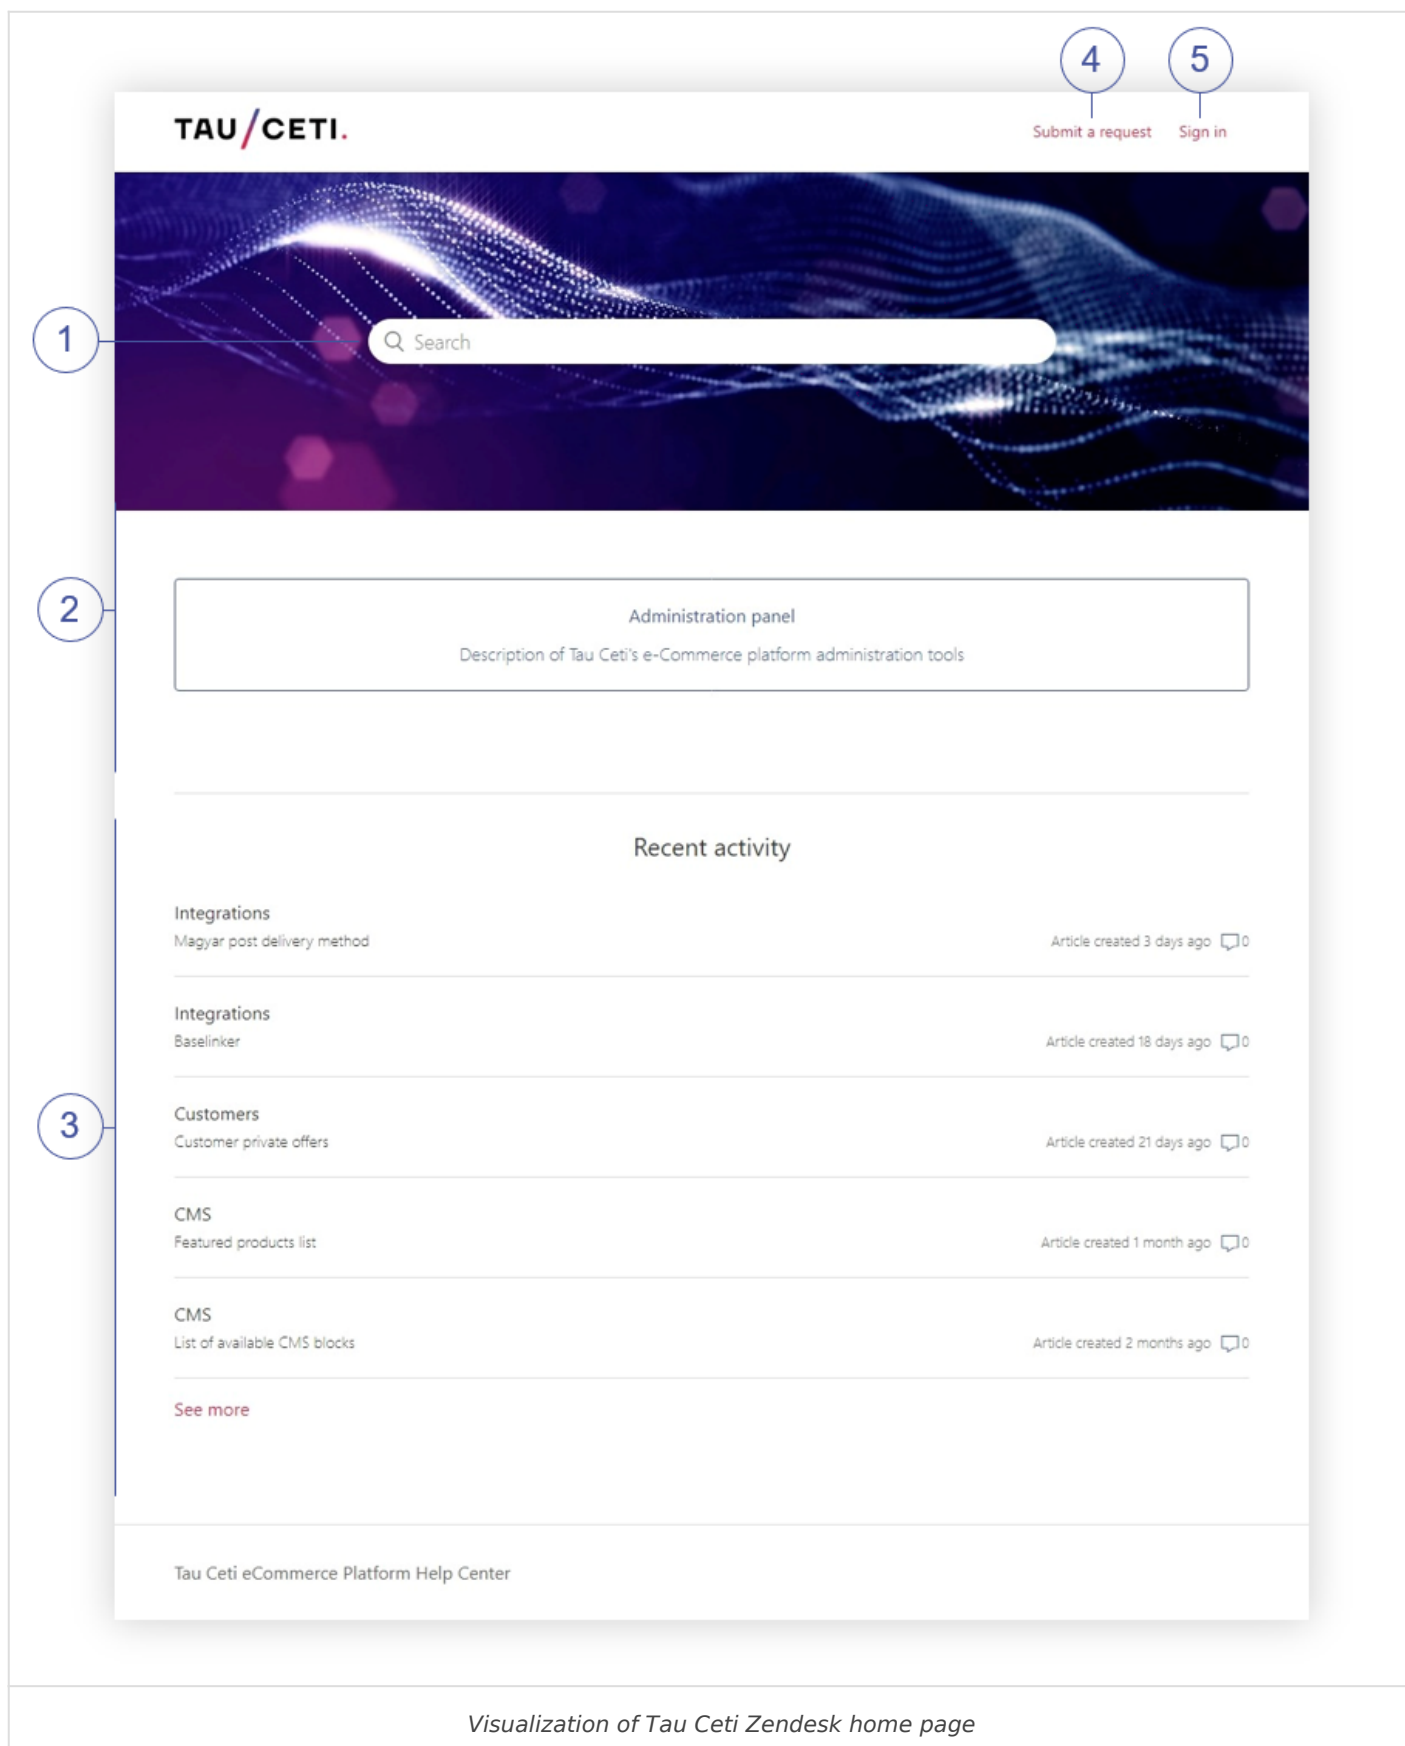 4 5
TAU/CETI.
Submit a request Sign in
1
Search
2
Administration panel
Description of Tau Ceti's e-Commerce platform administration tools
Recent activity
Integrations
Magyar post delivery method Article created 3 days ago 0
Integrations
Baselinker Article created 18 days ago 0
3
Customers
Customer private offers Article created 21 days ago 0
CMS
Featured products list Article created 1 month ago 0
CMS
List of available CMS blocks Article created 2 months ago 0
See more
Tau Ceti eCommerce Platform Help Center
Visualization of Tau Ceti Zendesk home page